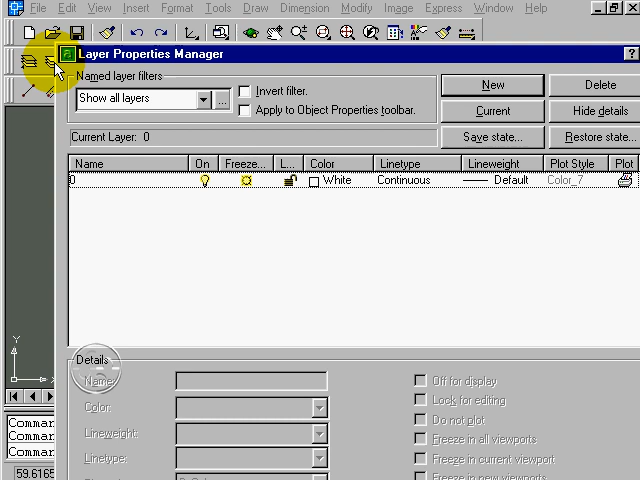 File Edit View Insert Format Tools Draw Dimension Modify Image Express Window Help
Layer Properties Manager
Named layer filters
Show all layers
...
Invert filter.
Apply to Object Properties toolbar.
New
Delete
Current
Hide details
Current Layer: 0
Save state...
Restore state...
Name On Freeze... L... Color Linetype Lineweight Plot Style Plot
0 White Continuous Default Color_7
Details
Name:
Color:
Lineweight:
Linetype:
Off for display
Lock for editing
Do not plot
Freeze in all viewports
Freeze in current viewport
Freeze in new viewports
Y
Comman
Comman
Comman
59.6165